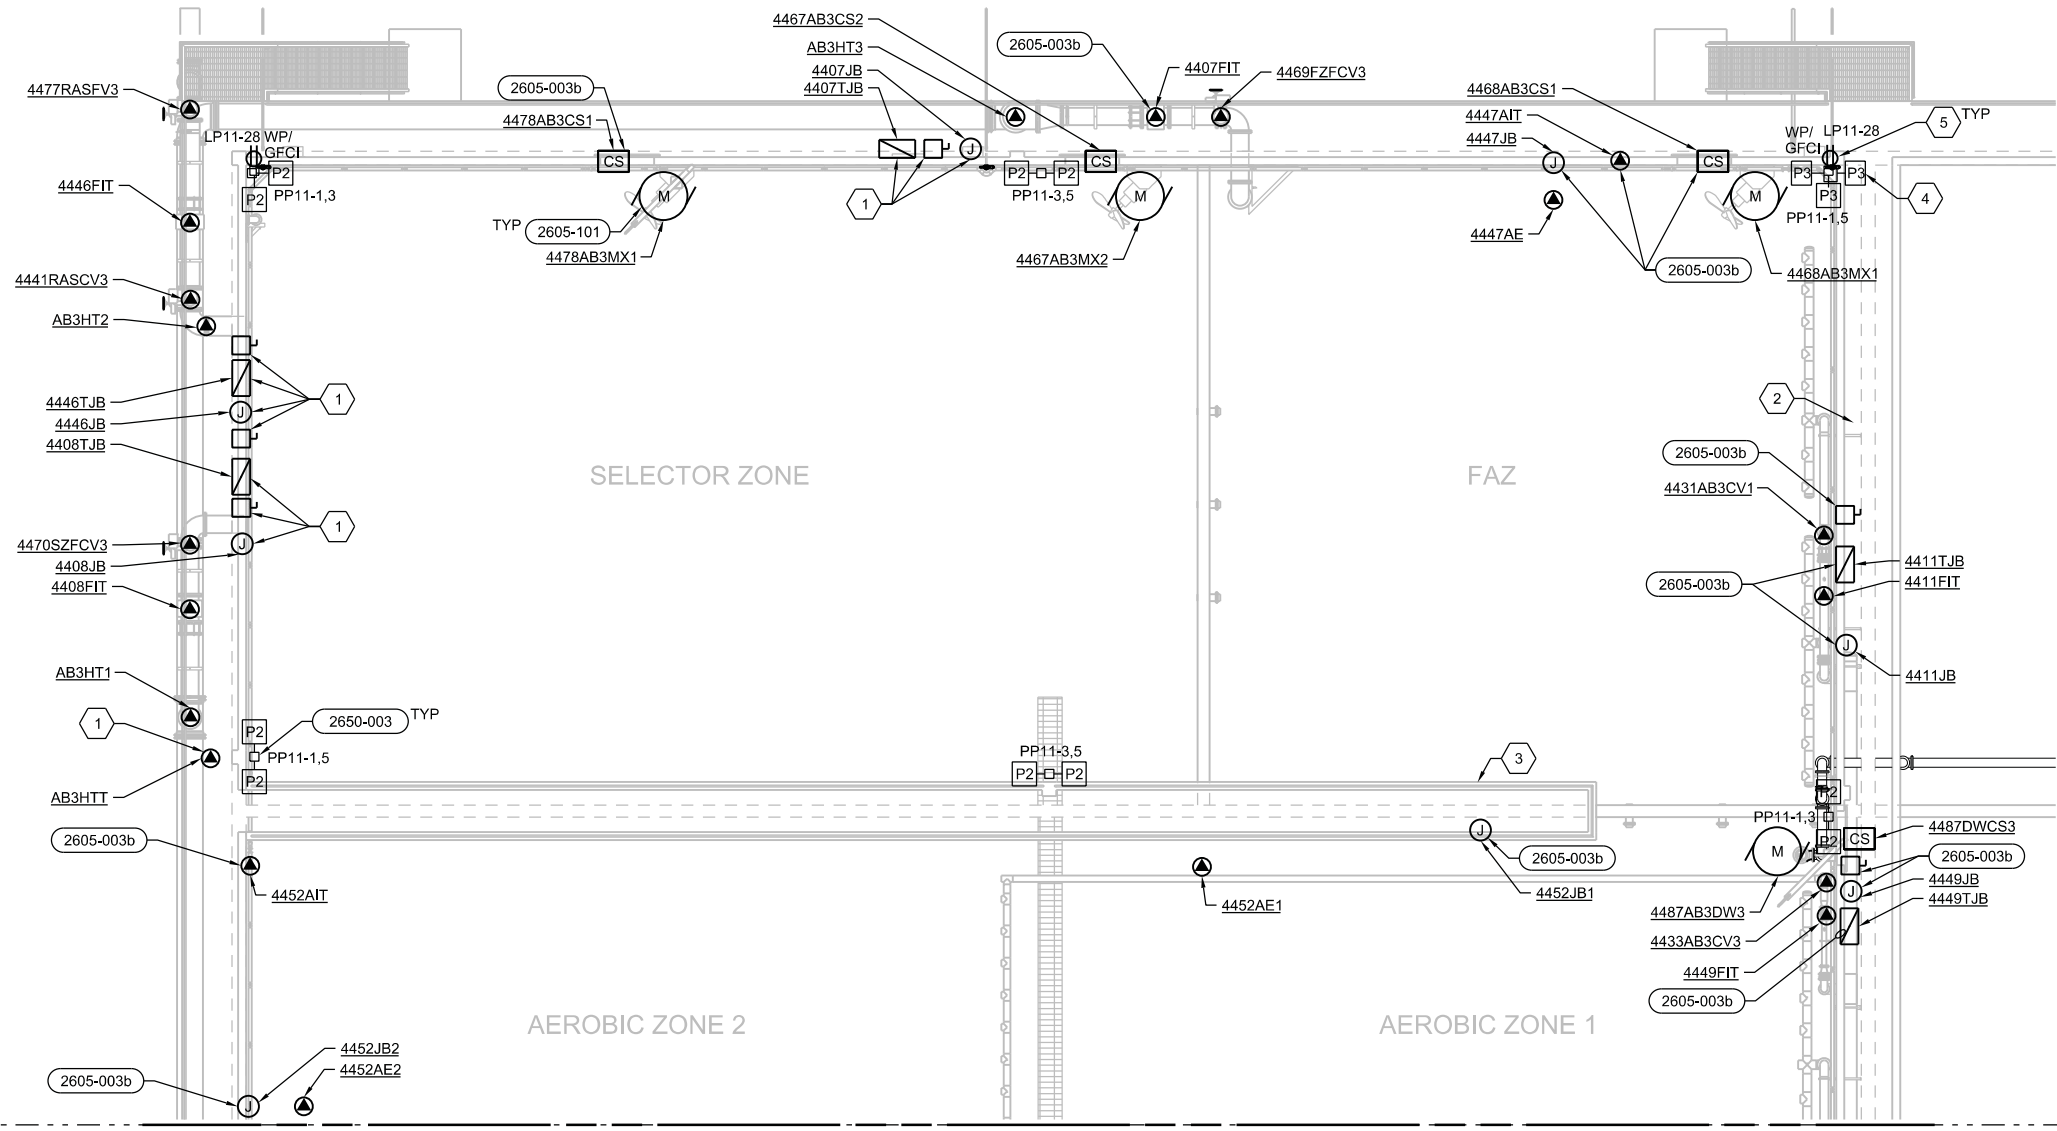 4467AB3CS2
AB3HT3
4407JB
4407TJB
2605-003b
4407FIT
4469FZFCV3
4477RASFV3
2605-003b
4478AB3CS1
4468AB3CS1
4447AIT
4447JB
5 TYP
LP11-28 WP/
GFCI
WP/ LP11-28
GFCI
J
CS
CS
J
CS
P2
P2
PP11-1,3
M
1
P2
P2
PP11-3,5
M
P3
P3
P3
PP11-1,5
M
4
4446FIT
TYP 2605-101
4478AB3MX1
4467AB3MX2
4447AE
2605-003b
4468AB3MX1
4441RASCV3
AB3HT2
4446TJB
4446JB
J
4408TJB
1
2
SELECTOR ZONE
FAZ
2605-003b
4431AB3CV1
1
4470SZFCV3
4408JB
J
4408FIT
4411TJB
2605-003b
4411FIT
J
4411JB
AB3HT1
1
P2
2650-003 TYP
PP11-1,5
P2
AB3HTT
PP11-3,5
P2
P2
3
P2
PP11-1,3
P2
CS
4487DWCS3
2605-003b
4452AIT
J
2605-003b
4452JB1
4452AE1
M
2605-003b
J
4449JB
4449TJB
4487AB3DW3
4433AB3CV3
4449FIT
2605-003b
AEROBIC ZONE 2
AEROBIC ZONE 1
4452JB2
4452AE2
2605-003b
J